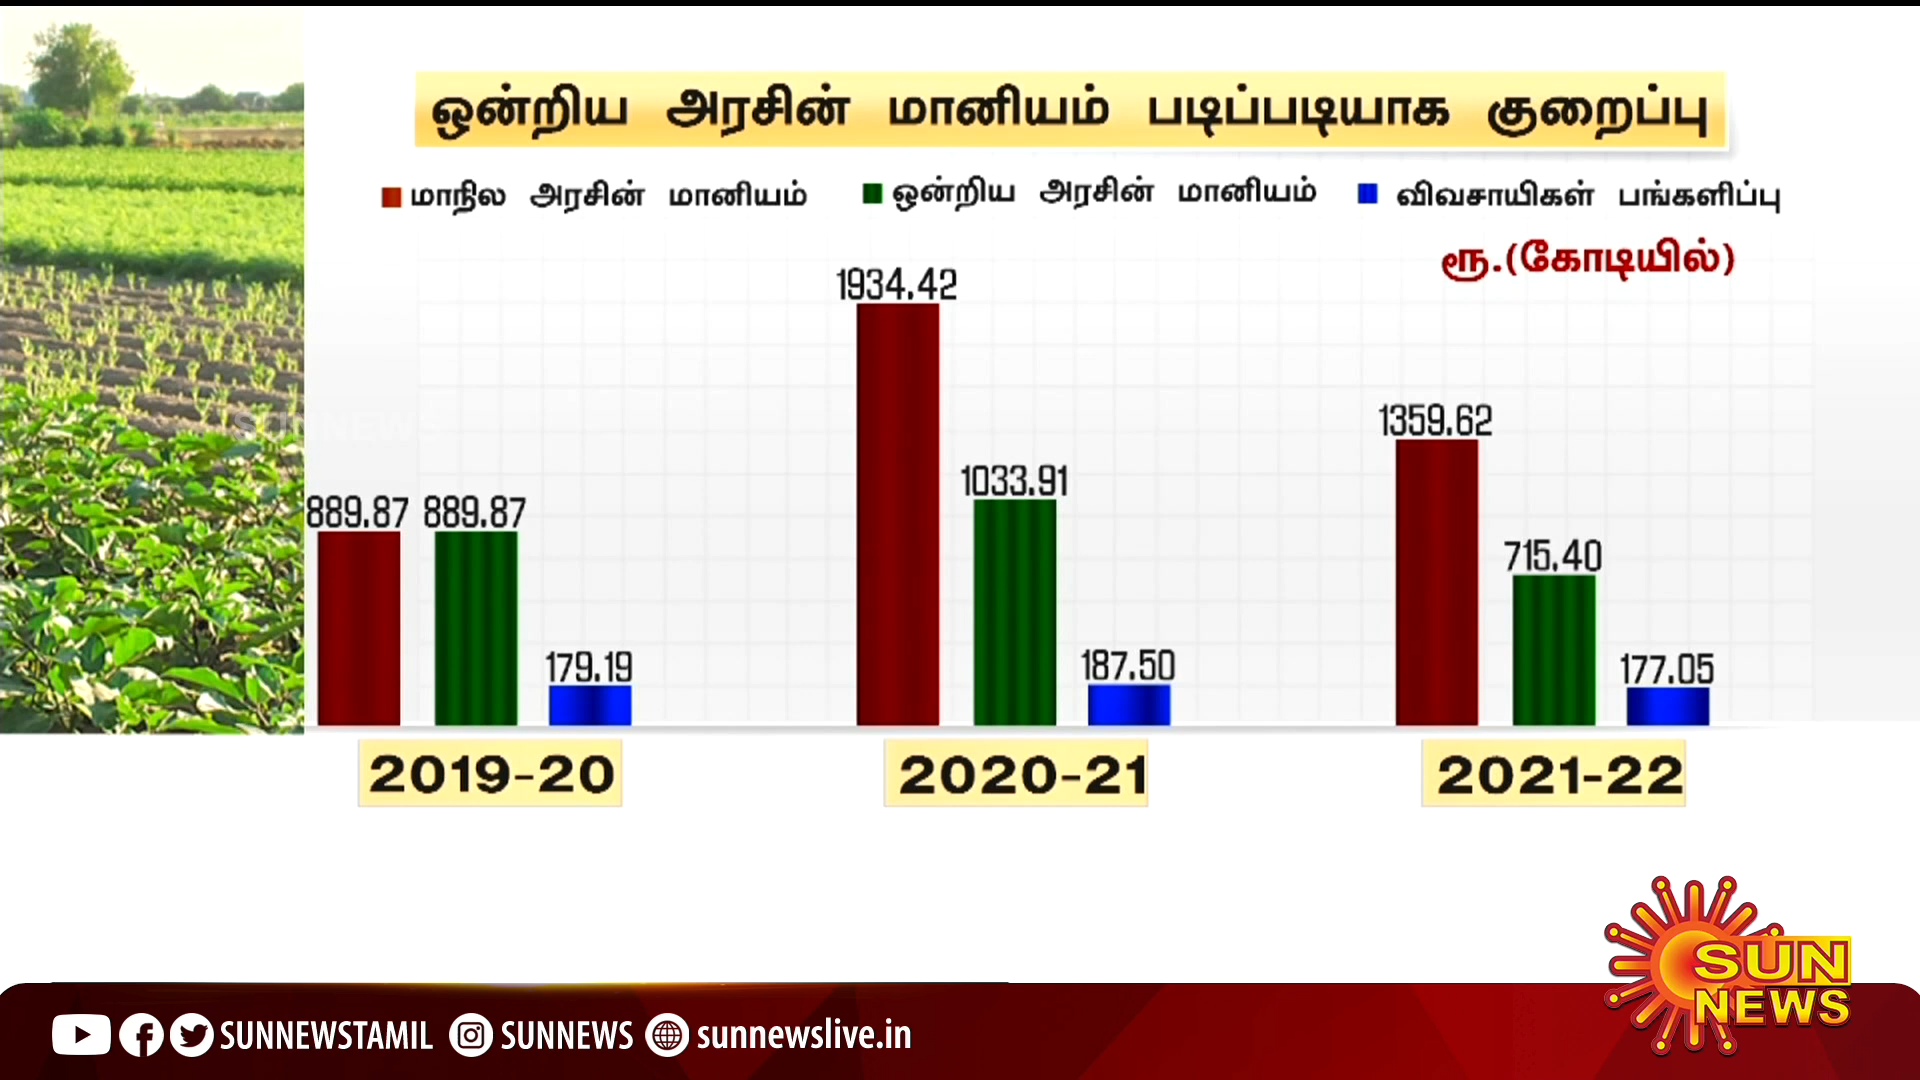 ஒன்றிய அரசின் மானியம் படிப்படியாக குறைப்பு
மாநில அரசின் மானியம் ஒன்றிய அரசின் மானியம் விவசாயிகள் பங்களிப்பு
ரூ.(கோடியில்)
889.87 889.87 179.19
1934.42 1033.91 187.50
1359.62 715.40 177.05
SUN NEWS
2019-20 2020-21 2021-22
SUN
NEWS
SUNNEWSTAMIL SUNNEWS sunnewslive.in